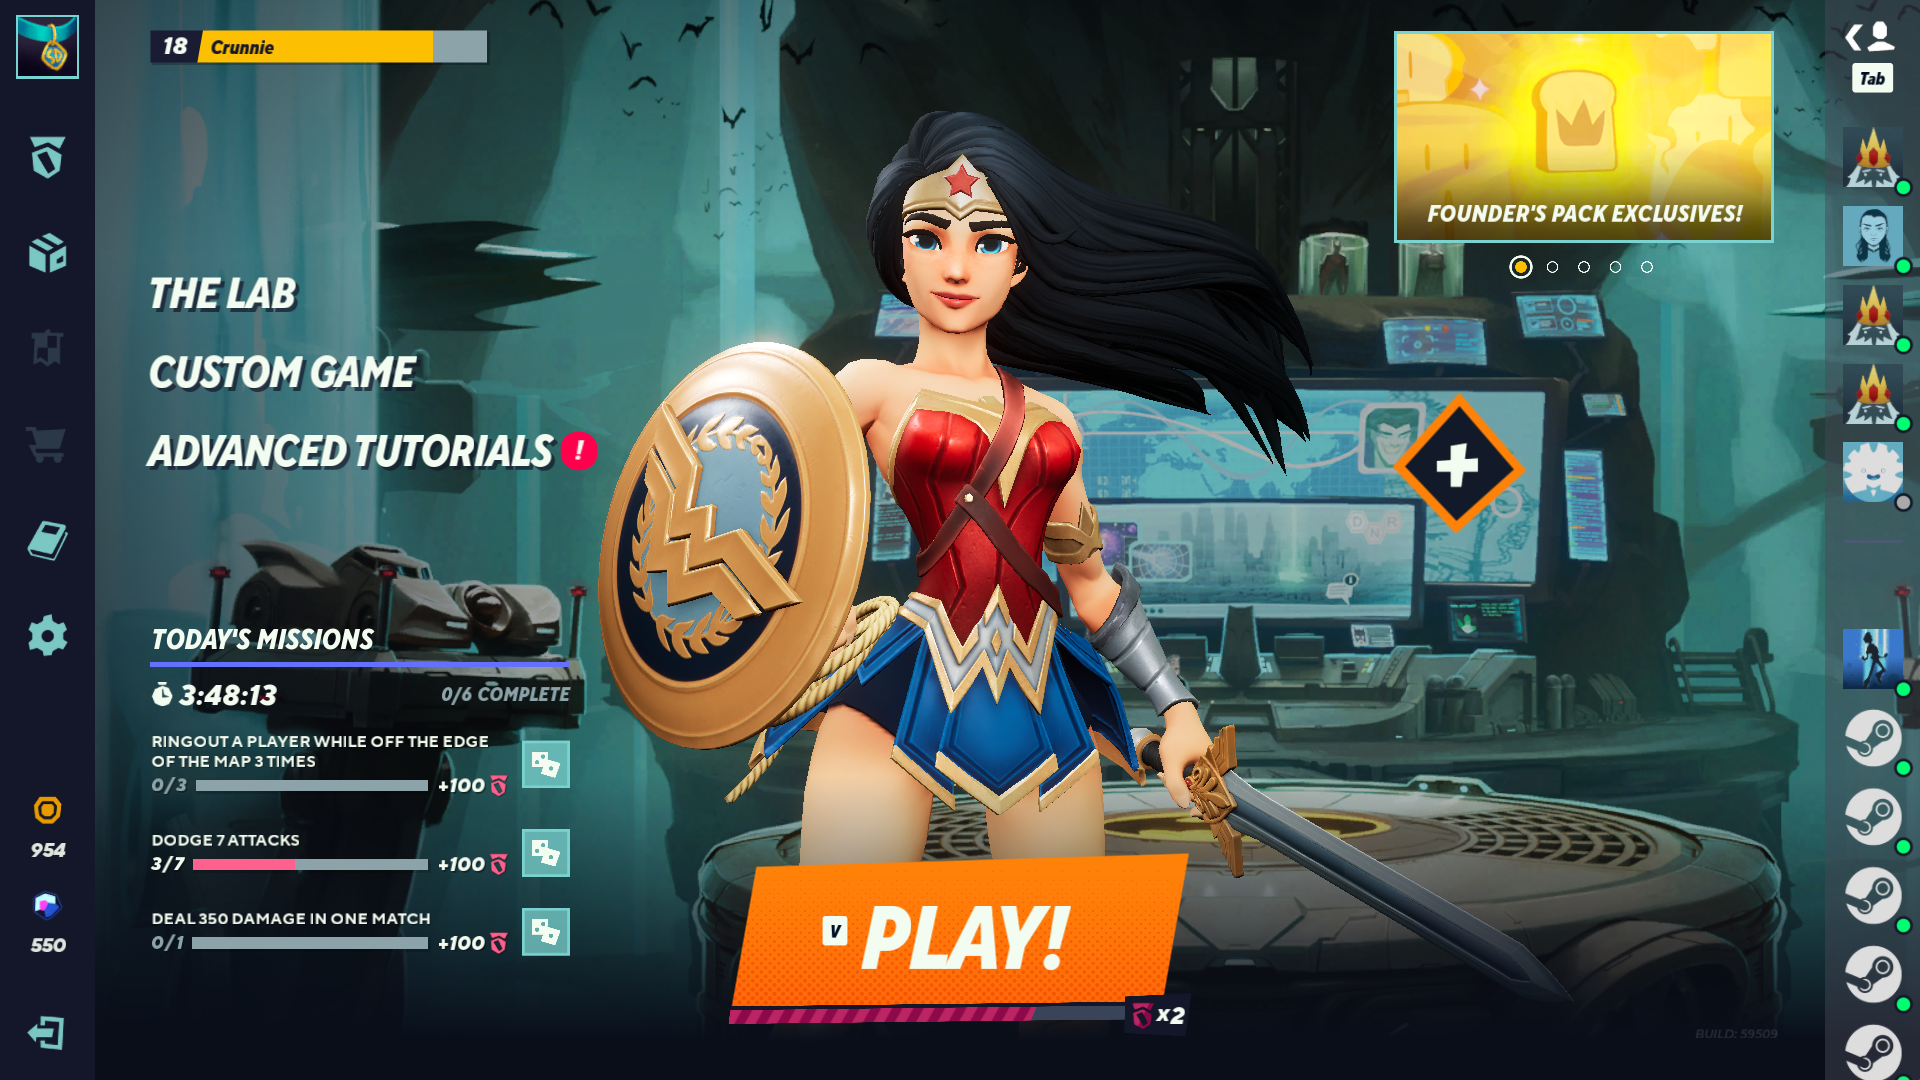 18 Crunnie
FOUNDER'S PACK EXCLUSIVES!
Tab
THE LAB
CUSTOM GAME
ADVANCED TUTORIALS !
TODAY'S MISSIONS
3:48:13
0/6 COMPLETE
RINGOUT A PLAYER WHILE OFF THE EDGE
OF THE MAP 3 TIMES
0/3 +100
DODGE 7 ATTACKS
3/7 +100
DEAL 350 DAMAGE IN ONE MATCH
0/1 +100
954
550
V PLAY!
x2
D N R
BUILD: 59509